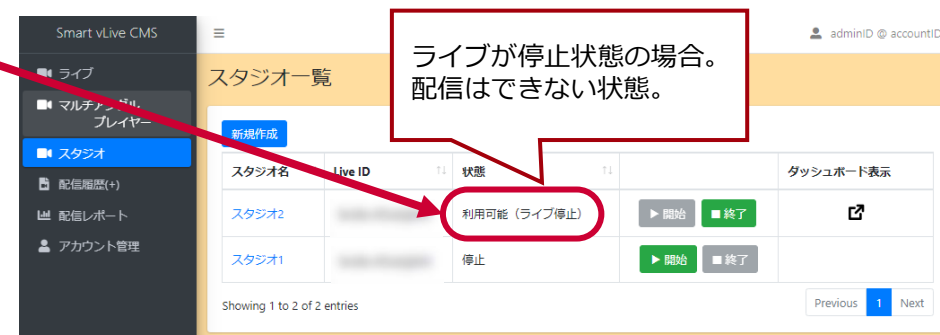 Smart vLive CMS
adminID @ accountID
ライブ
マルチアングル
プレイヤー
スタジオ
配信履歴(+)
配信レポート
アカウント管理
スタジオ一覧
ライブが停止状態の場合。
配信はできない状態。
新規作成
スタジオ名 Live ID 状態 ダッシュボード表示
スタジオ2 利用可能（ライブ停止） 開始 終了
スタジオ1 停止 開始 終了
Showing 1 to 2 of 2 entries
Previous 1 Next